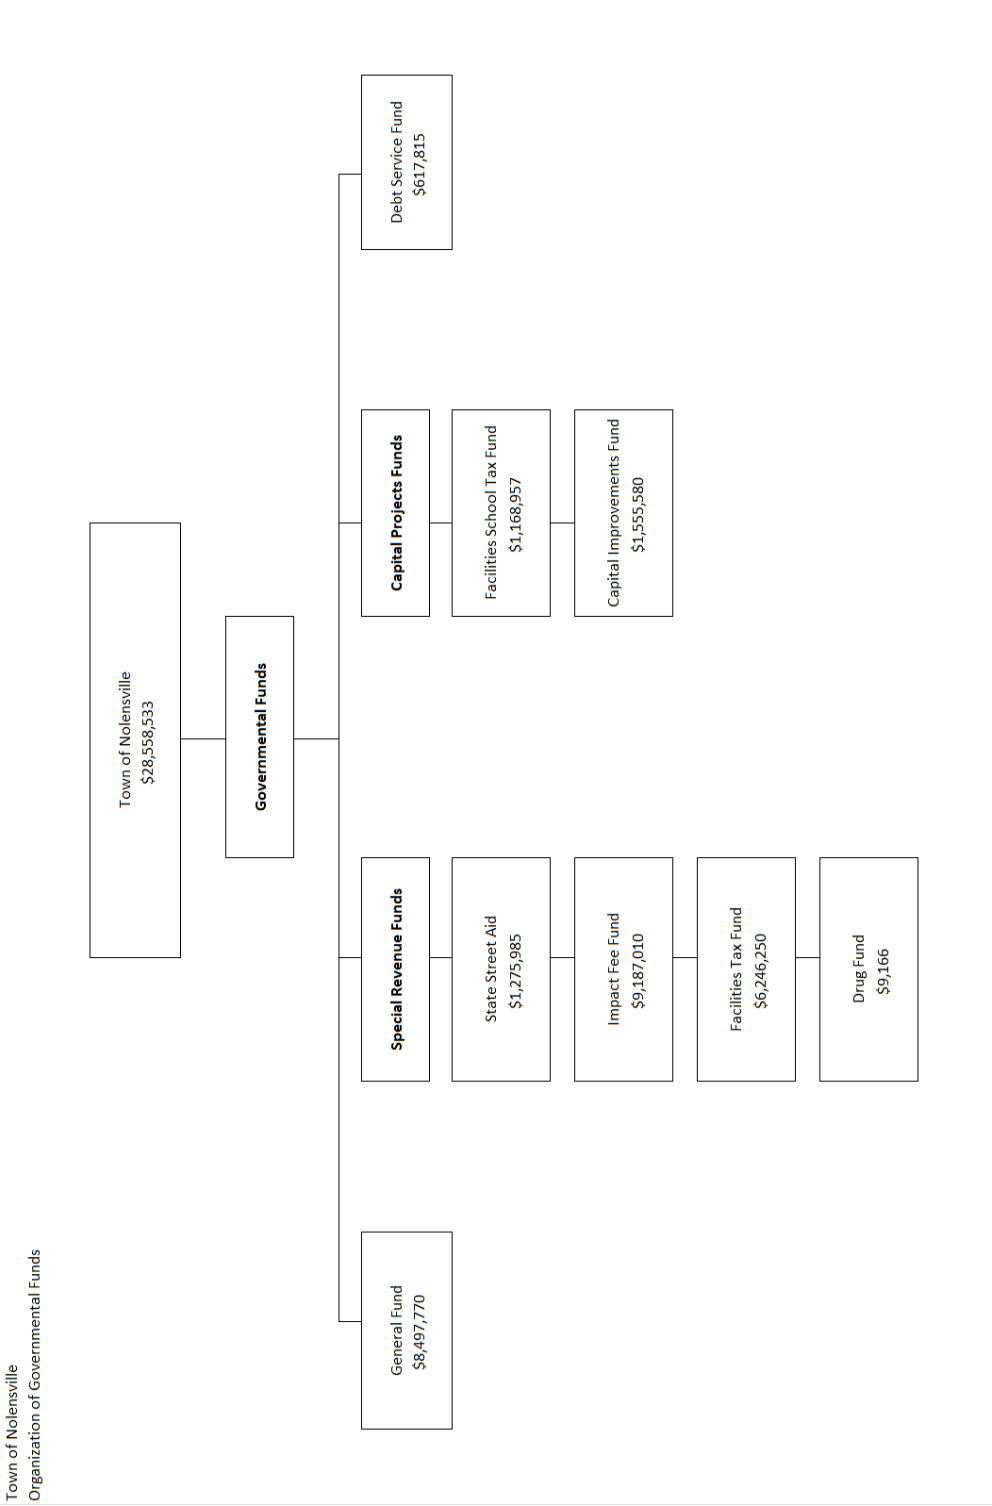 Town of Nolensville
Organization of Governmental Funds
Town of Nolensville
$28,558,533
Governmental Funds
General Fund
$8,497,770
Special Revenue Funds
State Street Aid
$1,275,985
Impact Fee Fund
$9,187,010
Facilities Tax Fund
$6,246,250
Drug Fund
$9,166
Capital Projects Funds
Facilities School Tax Fund
$1,168,957
Capital Improvements Fund
$1,555,580
Debt Service Fund
$617,815